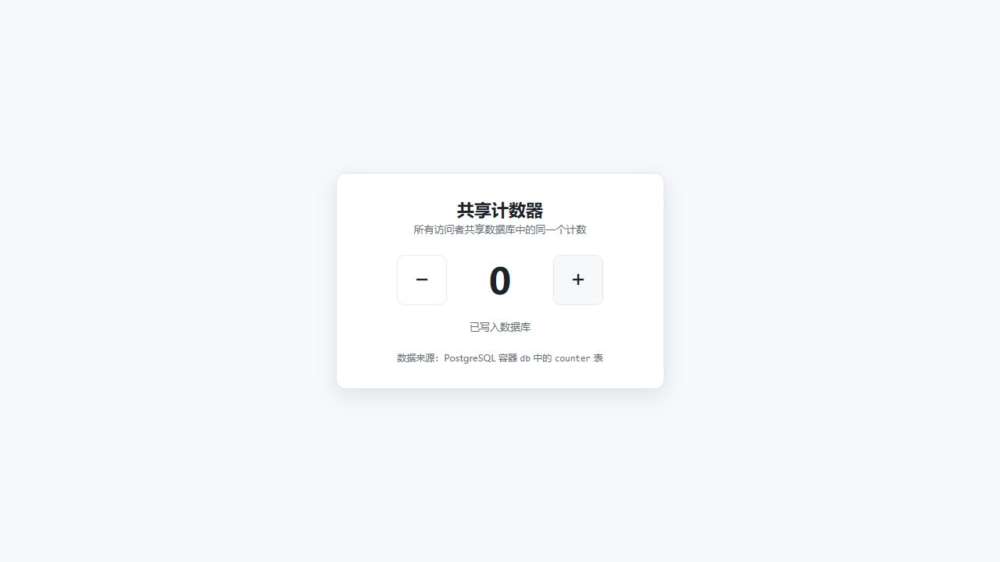 共享计数器
所有访问者共享数据库中的同一个计数
− 0 +
已写入数据库
数据来源：PostgreSQL 容器 db 中的 counter 表